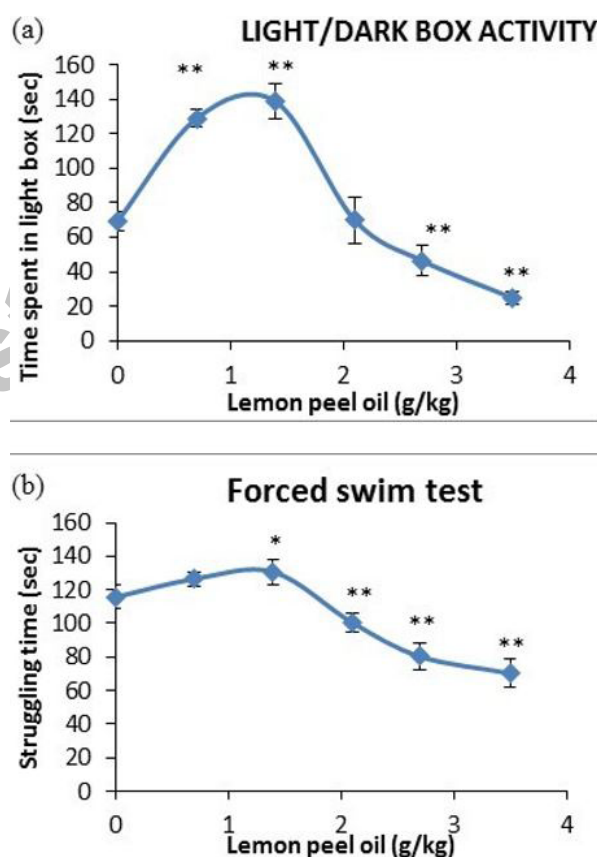 (a)
LIGHT/DARK BOX ACTIVITY
Time spent in light box (sec)
160
140
120
100
80
60
40
20
0
** ** ** **
0 1 2 3 4
Lemon peel oil (g/kg)
(b)
Forced swim test
Struggling time (sec)
160
140
120
100
80
60
40
20
0
* ** ** **
0 1 2 3 4
Lemon peel oil (g/kg)